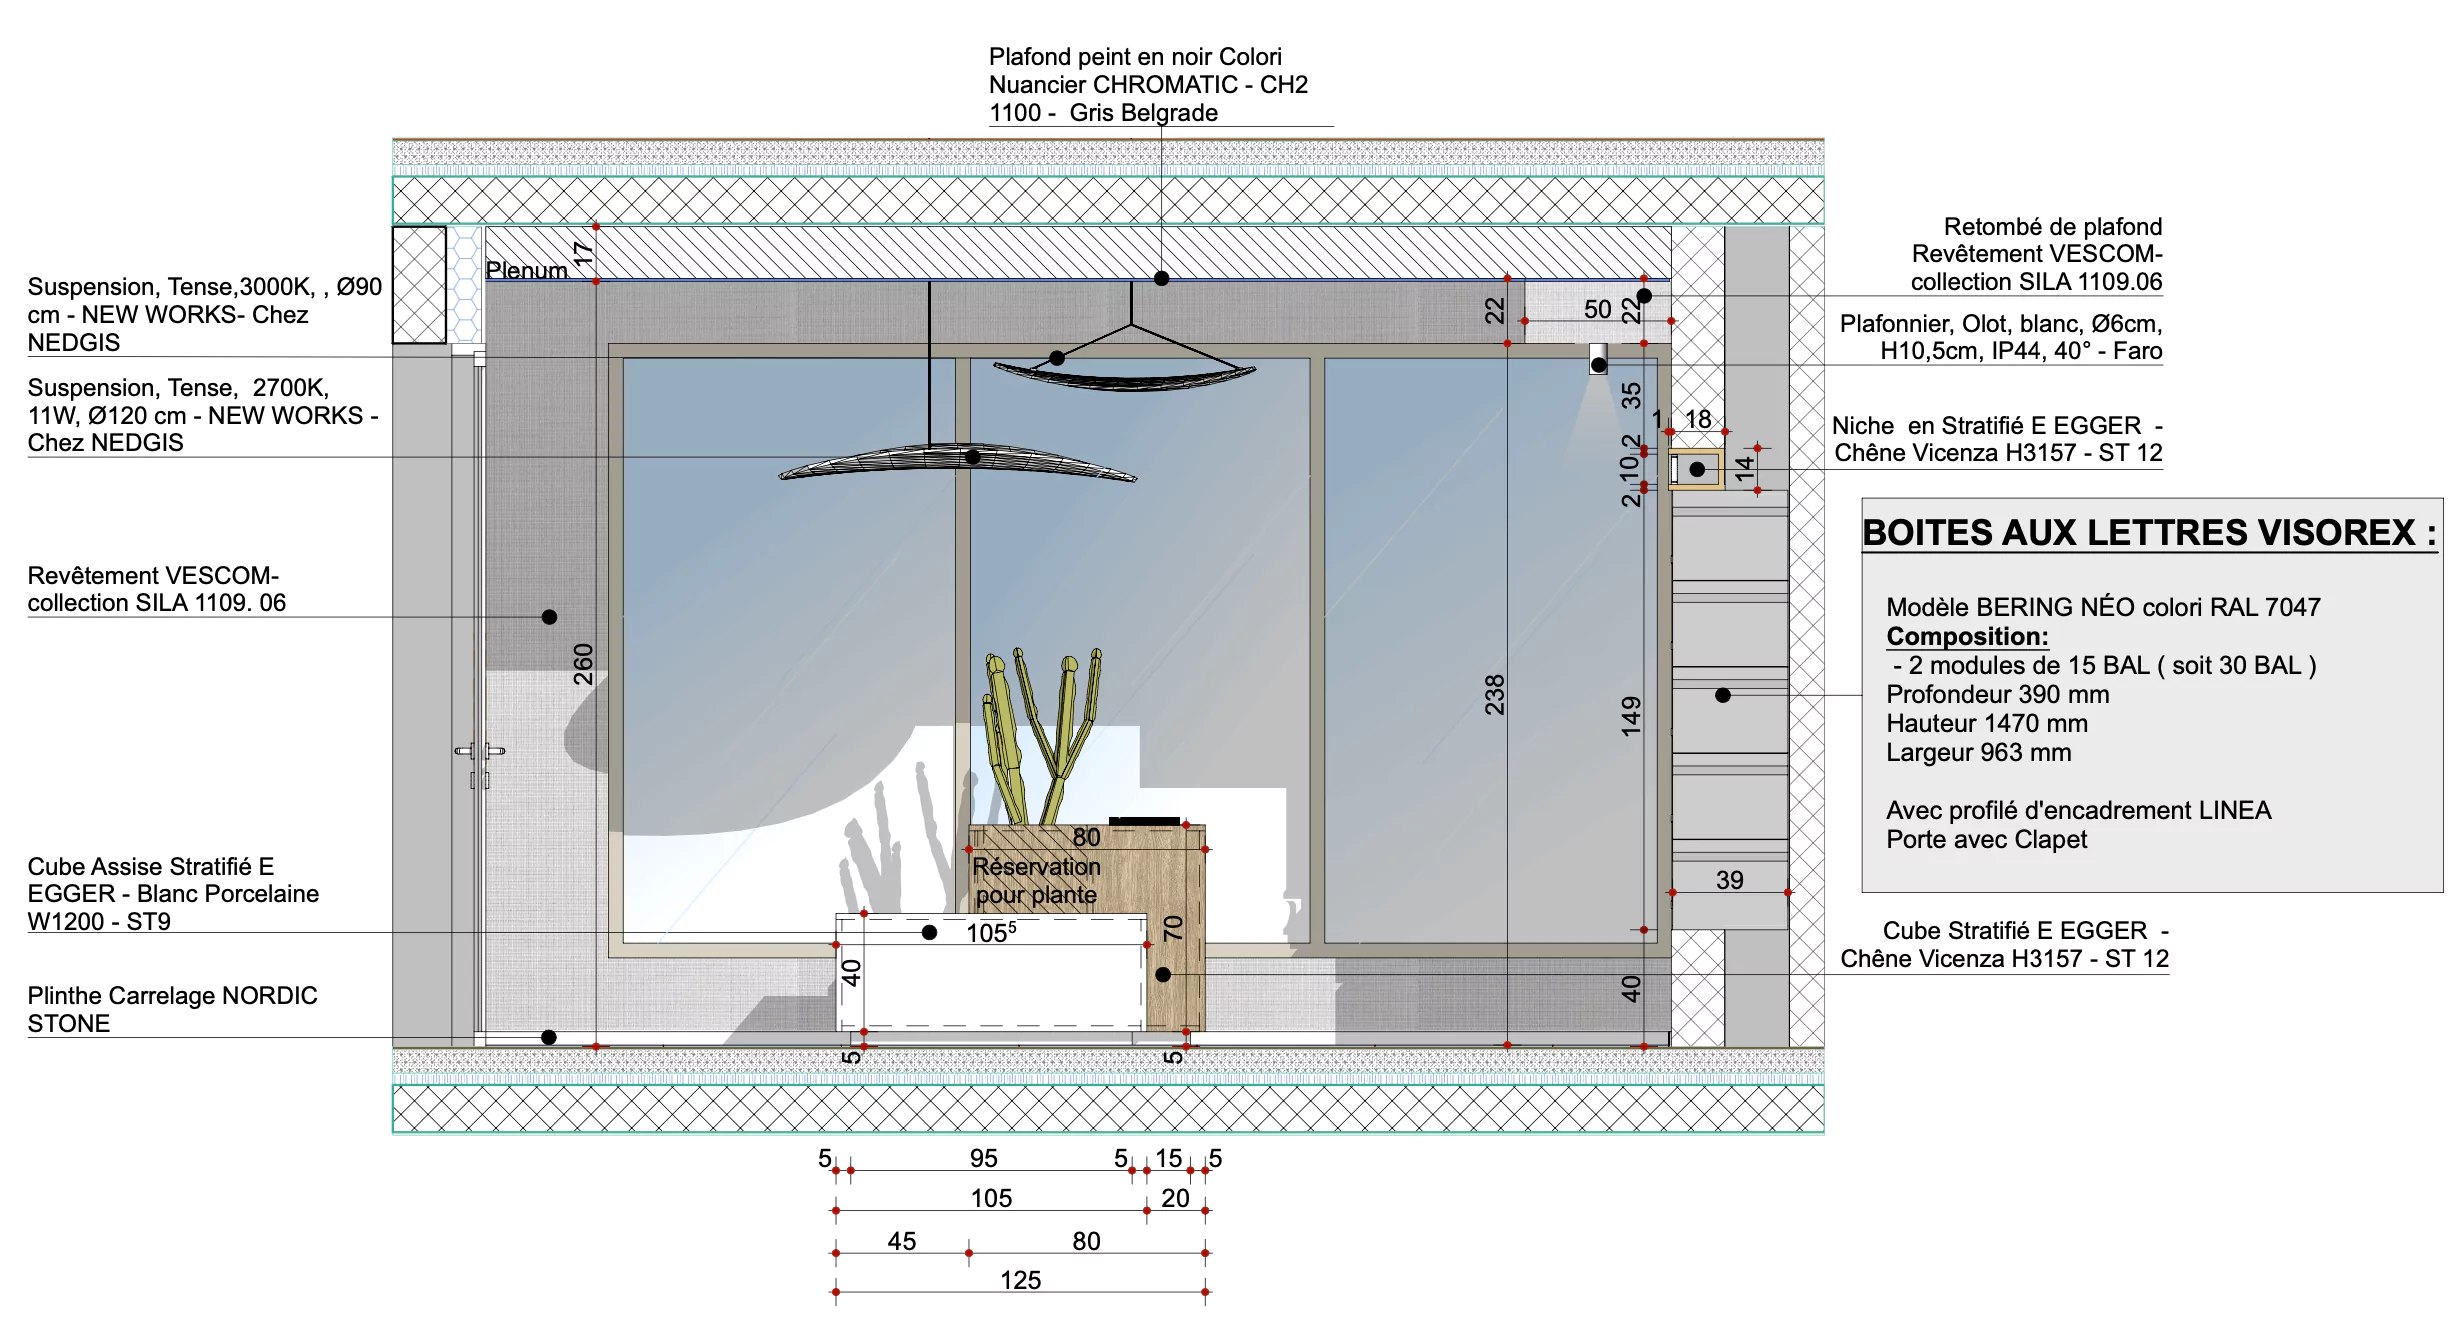 Plafond peint en noir Colori
Nuancier CHROMATIC - CH2
1100 -  Gris Belgrade
Retombé de plafond
Revêtement VESCOM-
collection SILA 1109.06
Plafonnier, Olot, blanc, Ø6cm,
H10,5cm, IP44, 40° - Faro
Niche  en Stratifié E EGGER  -
Chêne Vicenza H3157 - ST 12
BOITES AUX LETTRES VISOREX :
Modèle BERING NÉO colori RAL 7047
Composition:
- 2 modules de 15 BAL ( soit 30 BAL )
Profondeur 390 mm
Hauteur 1470 mm
Largeur 963 mm
Avec profilé d'encadrement LINEA
Porte avec Clapet
Cube Stratifié E EGGER  -
Chêne Vicenza H3157 - ST 12
Suspension, Tense,3000K, , Ø90
cm - NEW WORKS- Chez
NEDGIS
Suspension, Tense,  2700K,
11W, Ø120 cm - NEW WORKS -
Chez NEDGIS
Revêtement VESCOM-
collection SILA 1109. 06
Cube Assise Stratifié E
EGGER - Blanc Porcelaine
W1200 - ST9
Plinthe Carrelage NORDIC
STONE
Plenum
17
260
22
50
22
35
1
18
2
10
2
14
238
149
39
40
80
Réservation
pour plante
105⁵
70
40
5
5
5 95 5 15 5
105 20
45 80
125